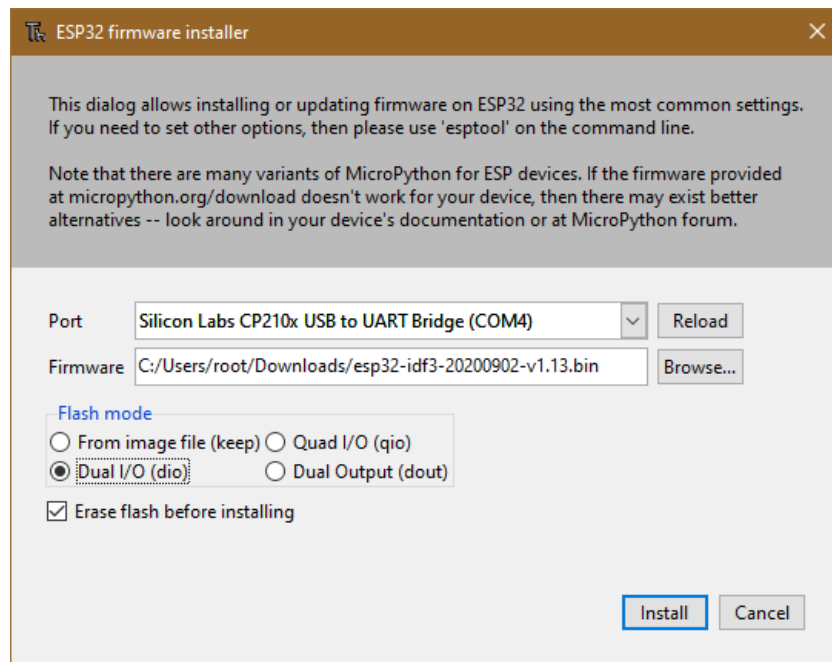 ESP32 firmware installer
This dialog allows installing or updating firmware on ESP32 using the most common settings.
If you need to set other options, then please use 'esptool' on the command line.
Note that there are many variants of MicroPython for ESP devices. If the firmware provided
at micropython.org/download doesn't work for your device, then there may exist better
alternatives -- look around in your device's documentation or at MicroPython forum.
Port Silicon Labs CP210x USB to UART Bridge (COM4) Reload
Firmware C:/Users/root/Downloads/esp32-idf3-20200902-v1.13.bin Browse...
Flash mode
From image file (keep) Quad I/O (qio)
Dual I/O (dio) Dual Output (dout)
Erase flash before installing
Install Cancel